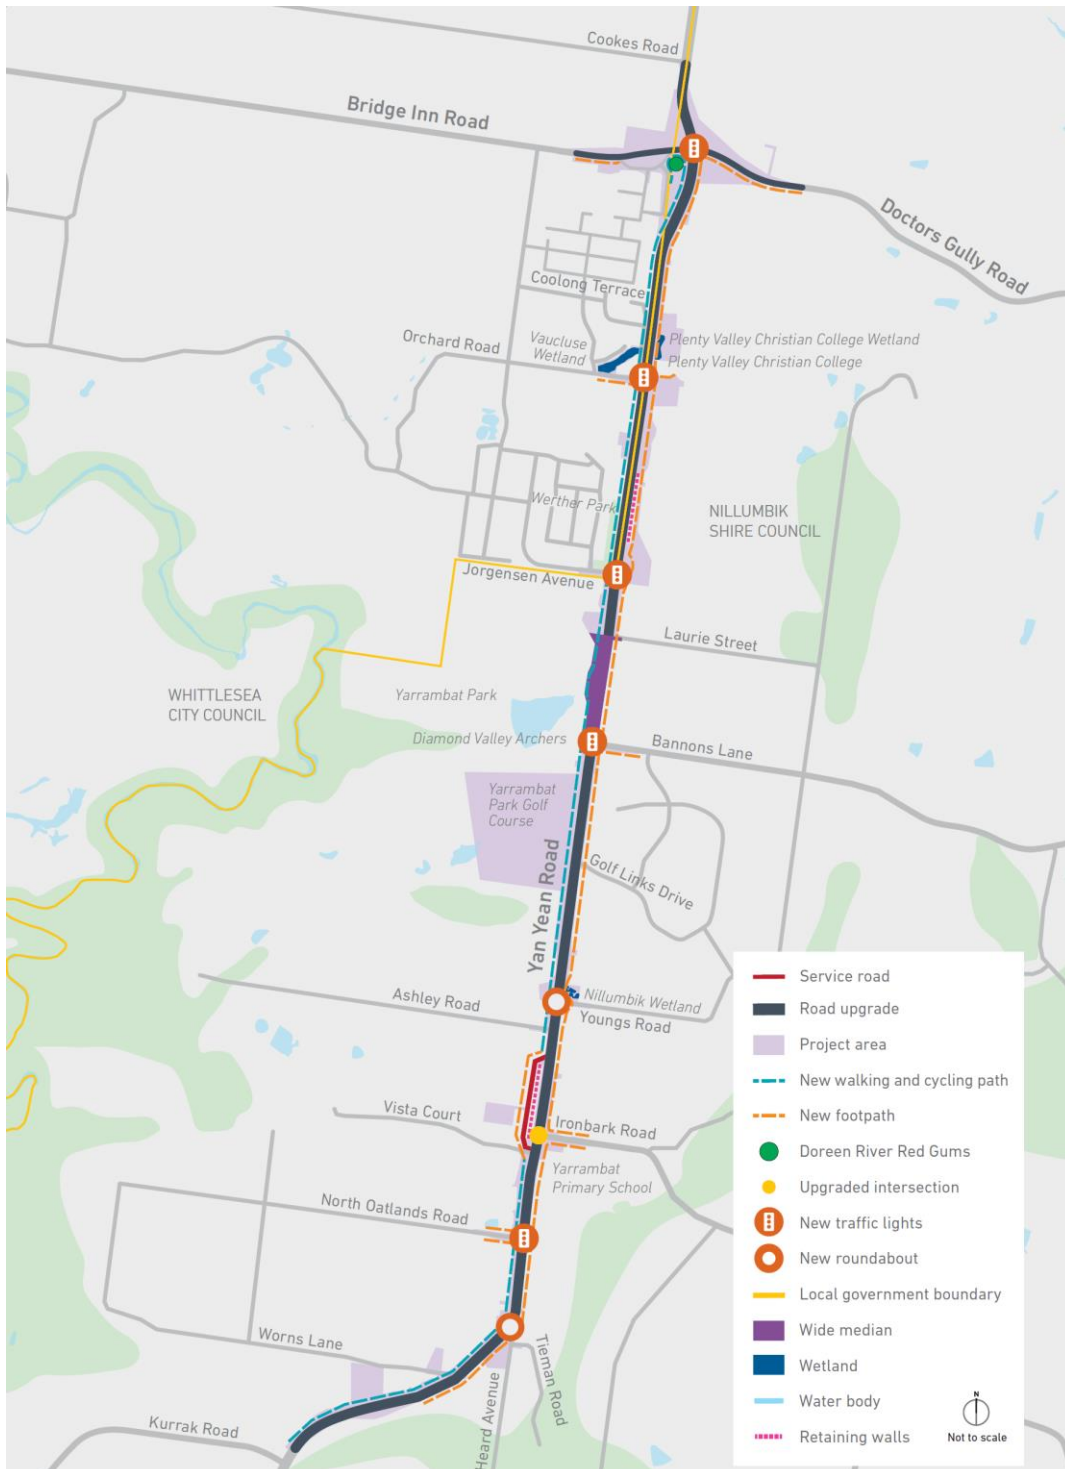 Cookes Road
Bridge Inn Road
Doctors Gully Road
Coolong Terrace
Orchard Road
Vaucluse
Wetland
Plenty Valley Christian College Wetland
Plenty Valley Christian College
Werther Park
NILLUMBIK
SHIRE COUNCIL
Jorgensen Avenue
Laurie Street
WHITTLESEA
CITY COUNCIL
Yarrambat Park
Diamond Valley Archers
Bannons Lane
Yarrambat
Park Golf
Course
Golf Links Drive
Yan Yean Road
Ashley Road
Nillumbik Wetland
Youngs Road
Vista Court
Ironbark Road
Yarrambat
Primary School
North Oatlands Road
Worns Lane
Tieman Road
Heard Avenue
Kurrak Road
Service road
Road upgrade
Project area
New walking and cycling path
New footpath
Doreen River Red Gums
Upgraded intersection
New traffic lights
New roundabout
Local government boundary
Wide median
Wetland
Water body
Retaining walls
N
Not to scale